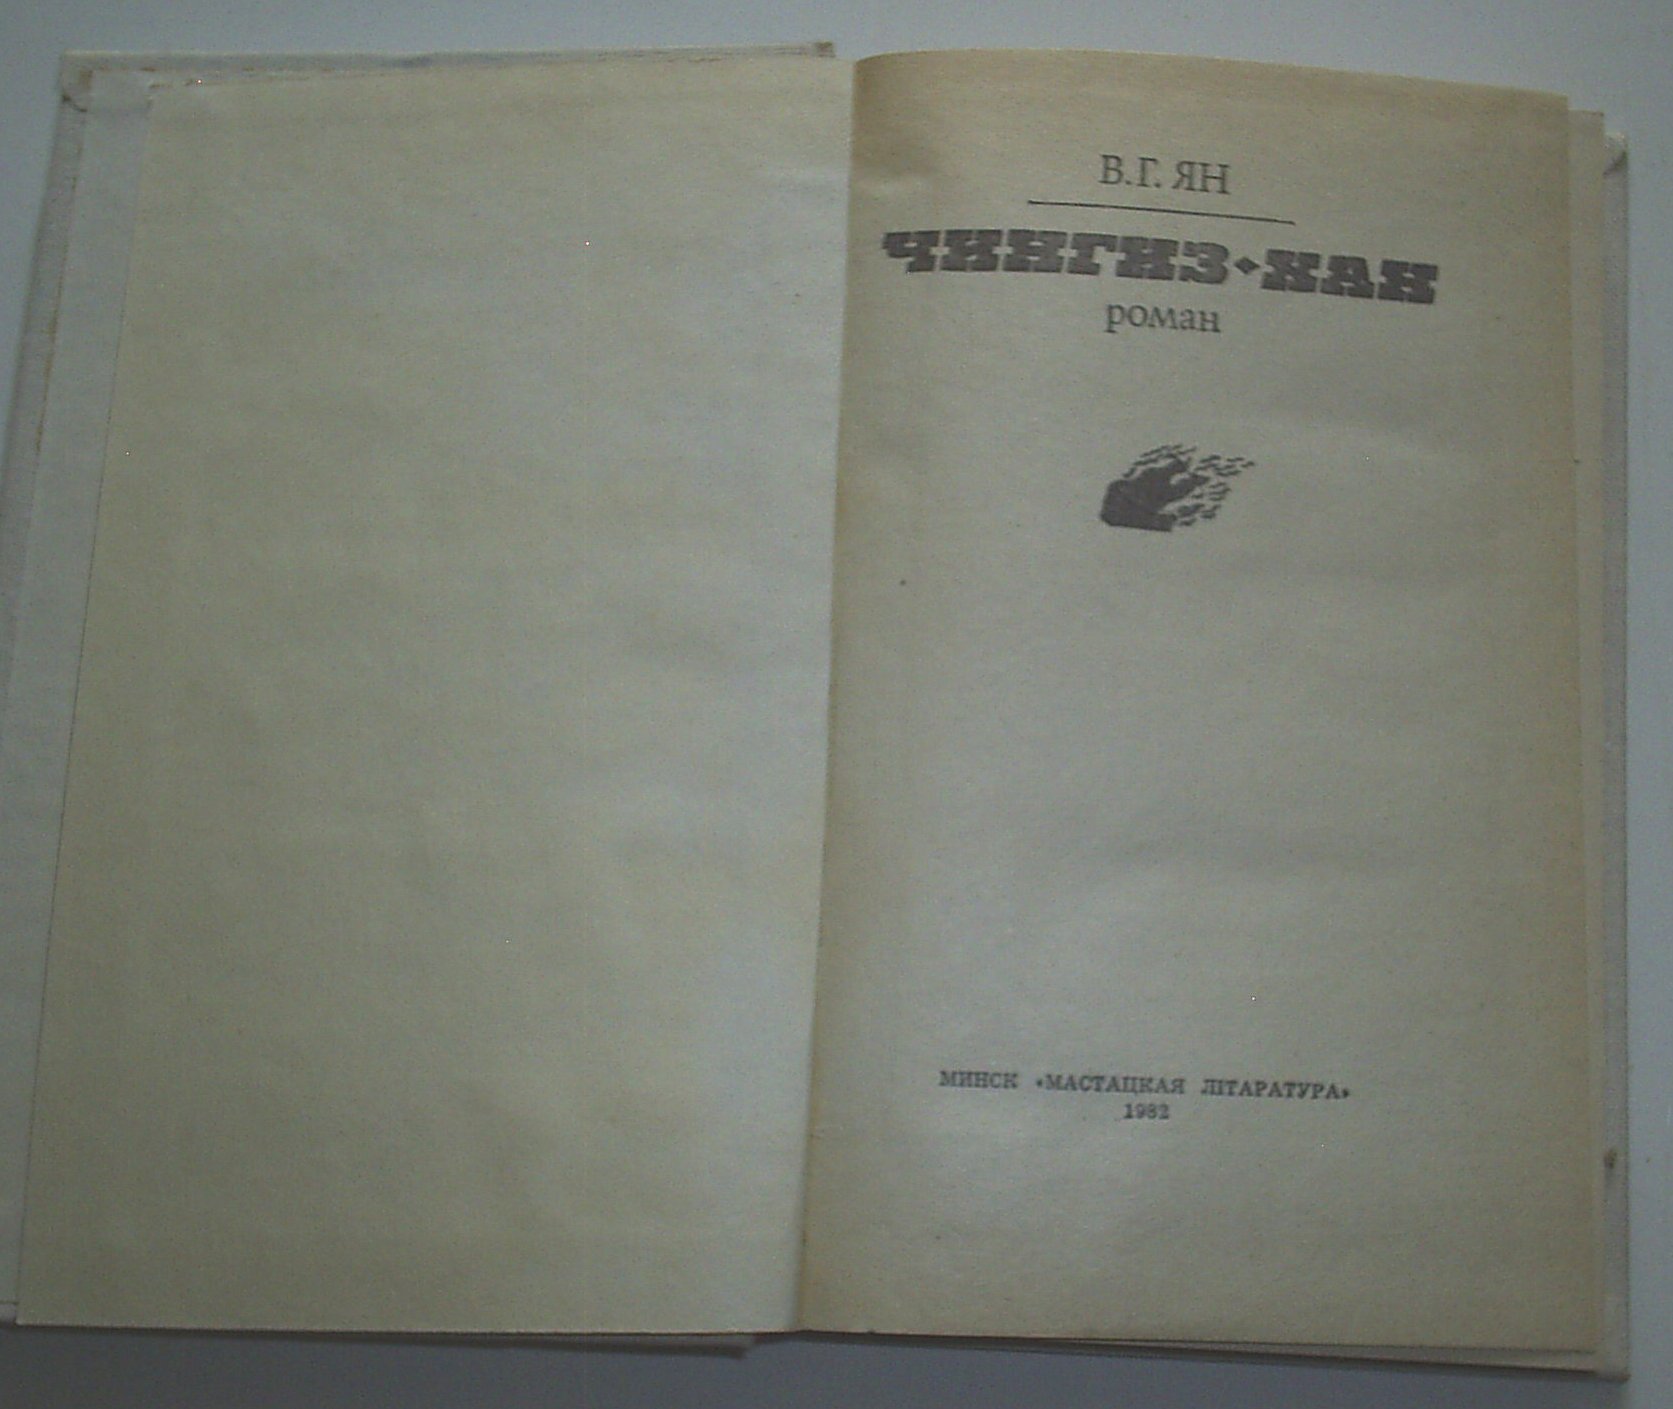 В.Г. ЯН
ЧИНГИЗ-ХАН
роман
МИНСК «МАСТАЦКАЯ ЛІТАРАТУРА»
1982